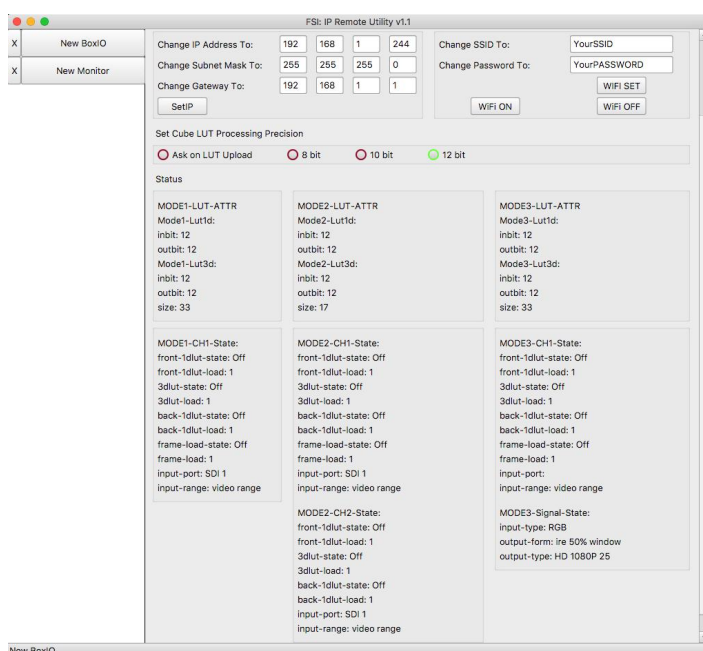 FSI: IP Remote Utility v1.1
X New BoxIO
X New Monitor
Change IP Address To: 192 168 1 244
Change Subnet Mask To: 255 255 255 0
Change Gateway To: 192 168 1 1
SetIP
Change SSID To: YourSSID
Change Password To: YourPASSWORD
WIFI SET
WiFi ON WiFi OFF
Set Cube LUT Processing Precision
Ask on LUT Upload 8 bit 10 bit 12 bit
Status
MODE1-LUT-ATTR
Mode1-Lut1d:
inbit: 12
outbit: 12
Mode1-Lut3d:
inbit: 12
outbit: 12
size: 33
MODE2-LUT-ATTR
Mode2-Lut1d:
inbit: 12
outbit: 12
Mode2-Lut3d:
inbit: 12
outbit: 12
size: 17
MODE3-LUT-ATTR
Mode3-Lut1d:
inbit: 12
outbit: 12
Mode3-Lut3d:
inbit: 12
outbit: 12
size: 33
MODE1-CH1-State:
front-1dlut-state: Off
front-1dlut-load: 1
3dlut-state: Off
3dlut-load: 1
back-1dlut-state: Off
back-1dlut-load: 1
frame-load-state: Off
frame-load: 1
input-port: SDI 1
input-range: video range
MODE2-CH1-State:
front-1dlut-state: Off
front-1dlut-load: 1
3dlut-state: Off
3dlut-load: 1
back-1dlut-state: Off
back-1dlut-load: 1
frame-load-state: Off
frame-load: 1
input-port: SDI 1
input-range: video range
MODE2-CH2-State:
front-1dlut-state: Off
front-1dlut-load: 1
3dlut-state: Off
3dlut-load: 1
back-1dlut-state: Off
back-1dlut-load: 1
input-port: SDI 1
input-range: video range
MODE3-CH1-State:
front-1dlut-state: Off
front-1dlut-load: 1
3dlut-state: Off
3dlut-load: 1
back-1dlut-state: Off
back-1dlut-load: 1
frame-load-state: Off
frame-load: 1
input-port:
input-range: video range
MODE3-Signal-State:
input-type: RGB
output-form: ire 50% window
output-type: HD 1080P 25
New BoxIO